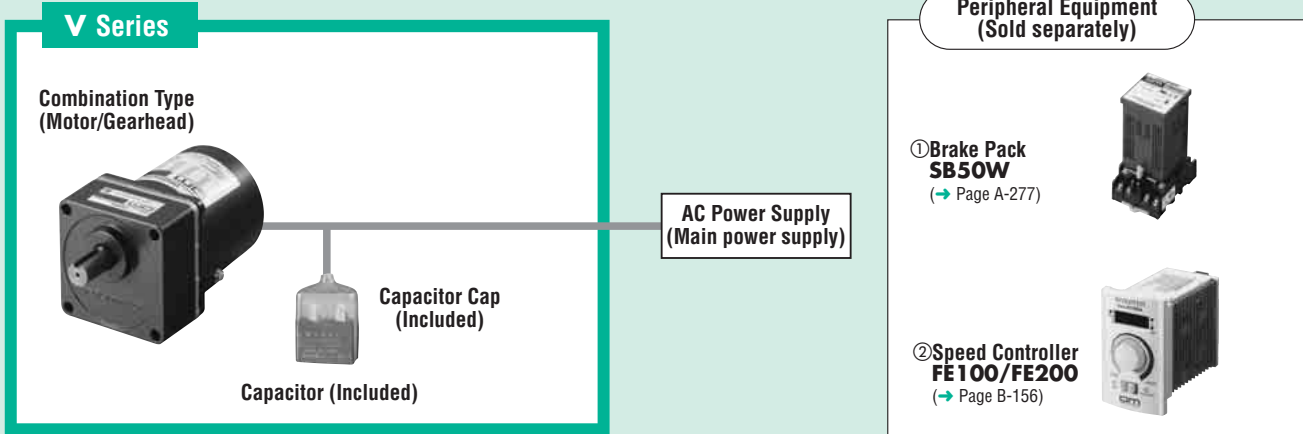 V Series
Combination Type
(Motor/Gearhead)
Capacitor Cap
(Included)
Capacitor (Included)
AC Power Supply
(Main power supply)
Peripheral Equipment
(Sold separately)
①Brake Pack
SB50W
(→ Page A-277)
②Speed Controller
FE100/FE200
(→ Page B-156)